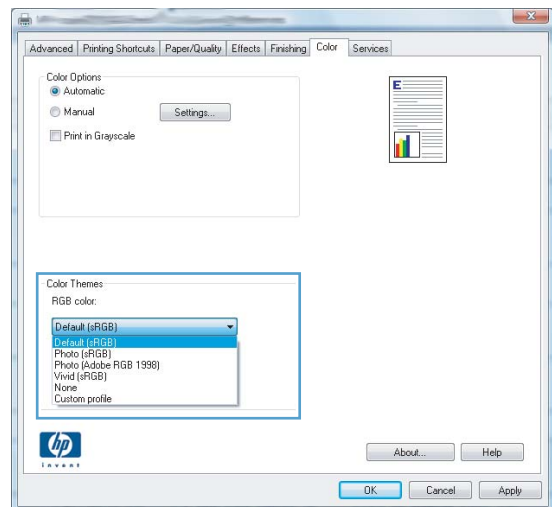 Advanced Printing Shortcuts Paper/Quality Effects Finishing Color Services
Color Options
Automatic
Manual Settings...
Print in Grayscale
E
Color Themes
RGB color:
Default (sRGB)
Default (sRGB)
Photo (sRGB)
Photo (Adobe RGB 1998)
Vivid (sRGB)
None
Custom profile
hp
invent
About... Help
OK Cancel Apply